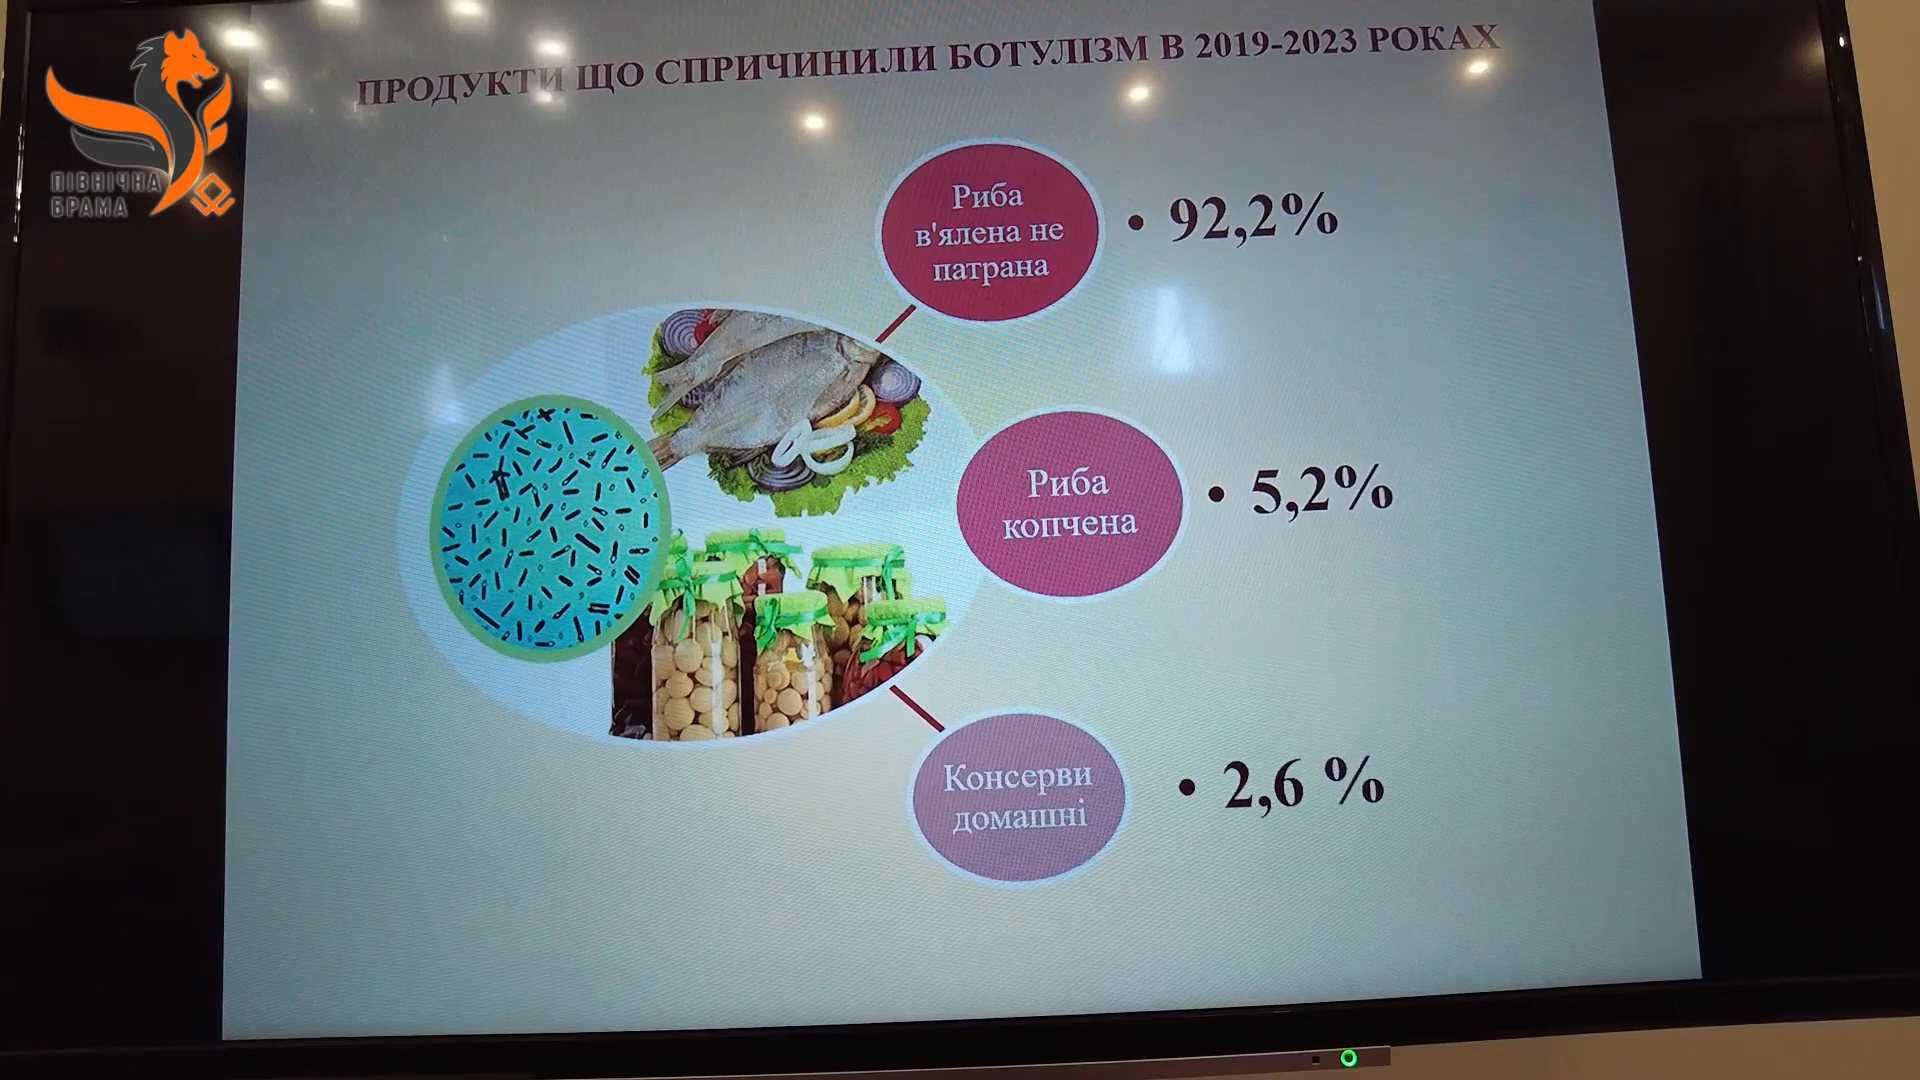 ПРОДУКТИ ЩО СПРИЧИНИЛИ БОТУЛІЗМ В 2019-2023 РОКАХ
ПІВНІЧНА
БРАМА
Риба
в'ялена не
патрана
• 92,2%
Риба
копчена
• 5,2%
Консерви
домашні
• 2,6 %